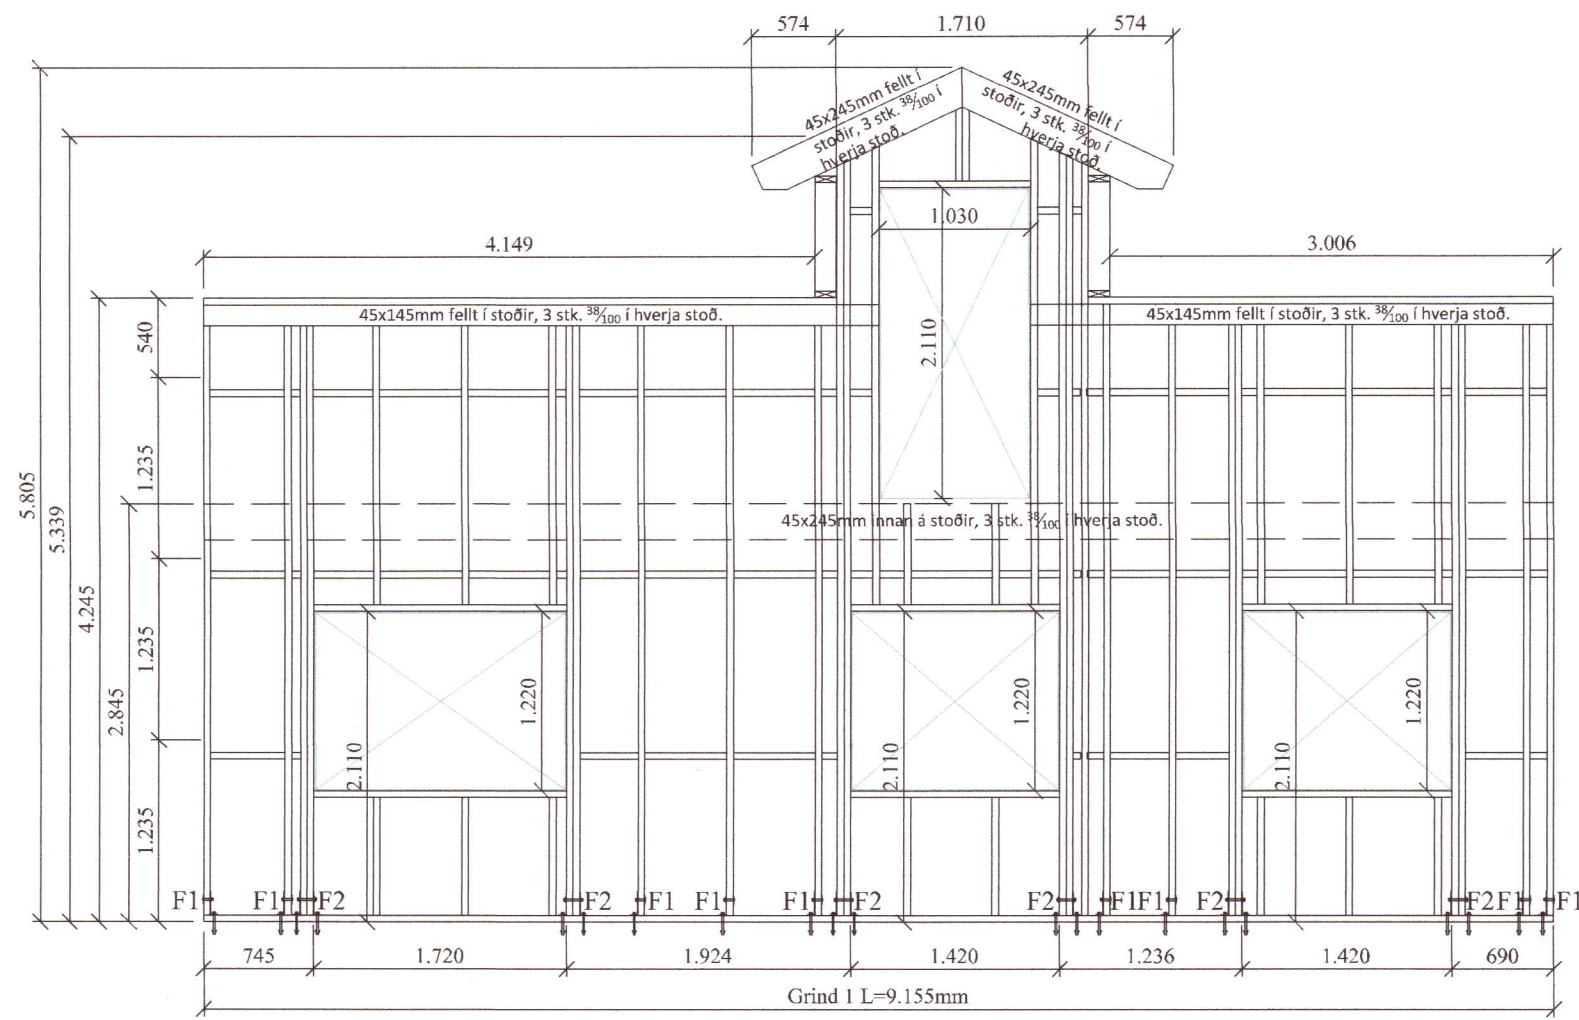 574
1.710
574
45x245mm fellt í
stoðir, 3 stk. 38/100 í
hverja stoð.
45x245mm fellt í
stoðir, 3 stk. 38/100 í
hverja stoð.
1.030
4.149
3.006
45x145mm fellt í stoðir, 3 stk. 38/100 í hverja stoð.
45x145mm fellt í stoðir, 3 stk. 38/100 í hverja stoð.
540
2.110
1.235
5.805
5.339
45x245mm innan á stoðir, 3 stk. 38/100 í hverja stoð.
4.245
1.235
2.845
1.220
1.220
1.220
2.110
2.110
2.110
1.235
F1
F1
F2
F2
F1
F1
F1
F2
F2
F1
F1
F2
F2
F1
F1
745
1.720
1.924
1.420
1.236
1.420
690
Grind 1 L=9.155mm